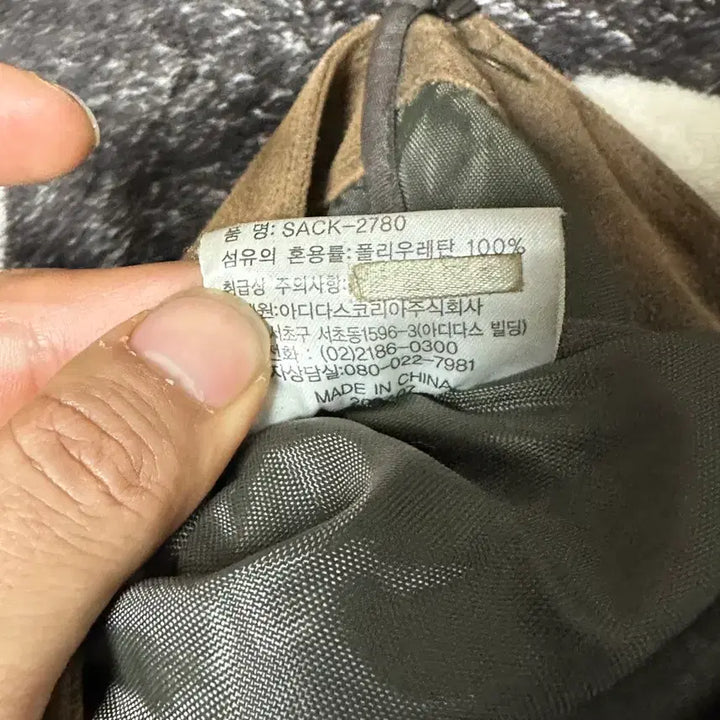 품 명: SACK-2780
섬유의 혼용률:폴리우레탄 100%
취급상 주의사항:
원:아디다스코리아주식회사
서초구 서초동1596-3(아디다스 빌딩)
전화 : (02)2186-0300
자상담실:080-022-7981
MADE IN CHINA